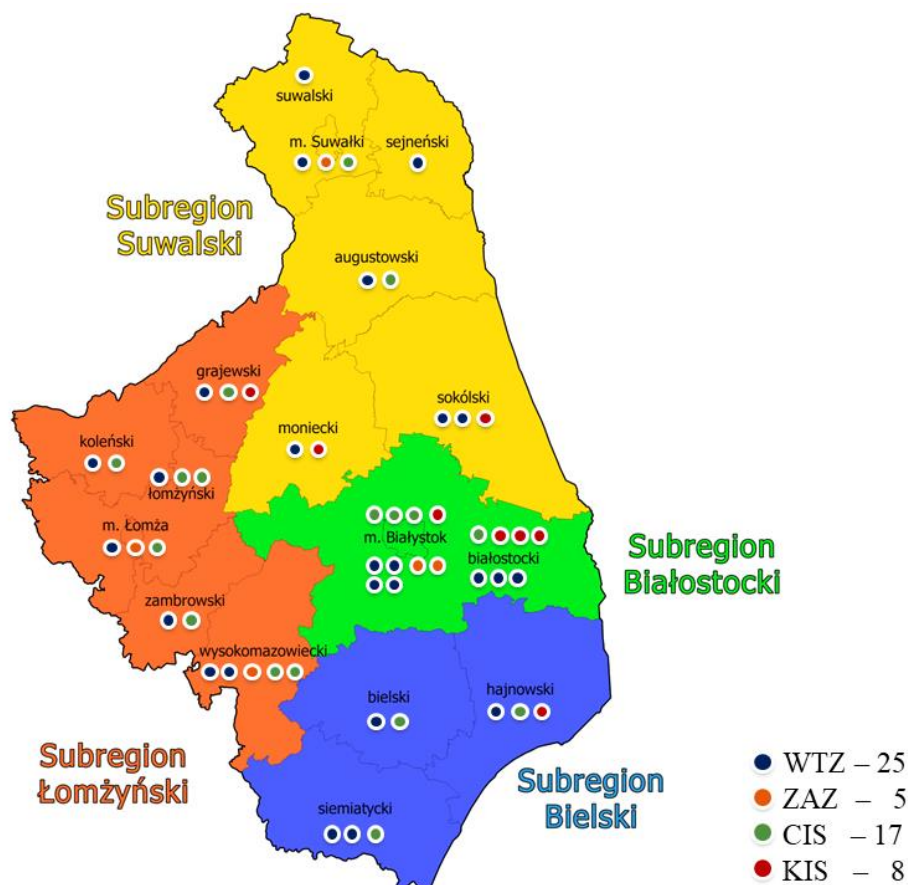 suwalski
m. Suwałki
sejneński
Subregion
Suwalski
augustowski
grajewski
sokólski
moniecki
koleński
łomżyński
m. Łomża
m. Białystok
białostocki
Subregion
Białostocki
zambrowski
wysokomazowiecki
bielski
hajnowski
Subregion
Łomżyński
Subregion
Bielski
siemiatycki
WTZ – 25
ZAZ – 5
CIS – 17
KIS – 8